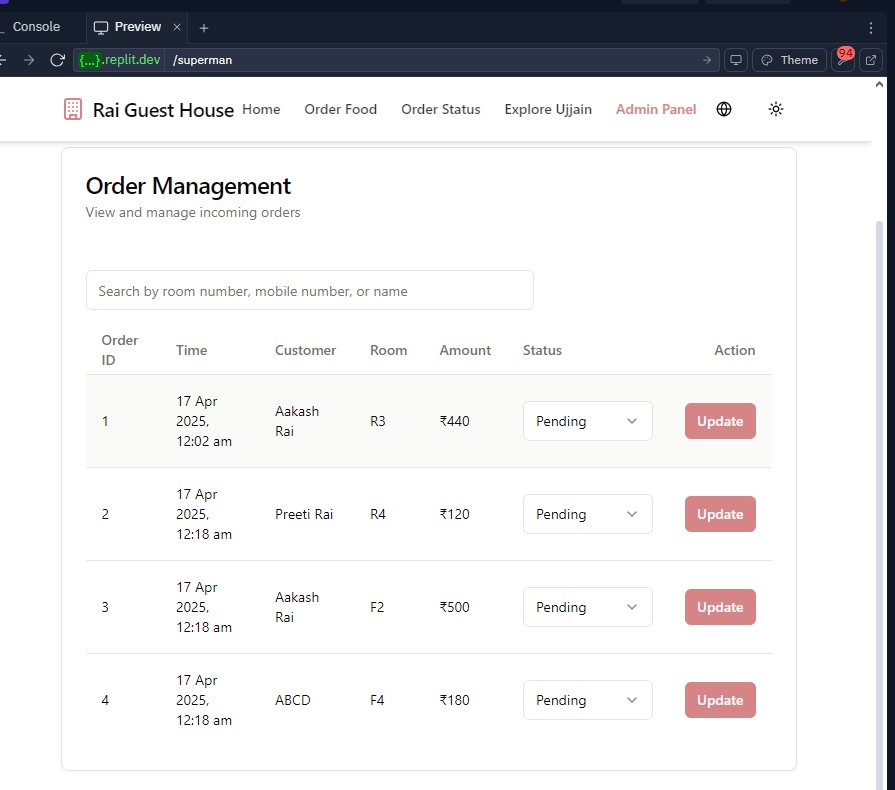 Console
Preview
{...}.replit.dev /superman
Theme
94
Rai Guest House
Home
Order Food
Order Status
Explore Ujjain
Admin Panel
Order Management
View and manage incoming orders
Search by room number, mobile number, or name
Order
ID
Time
Customer
Room
Amount
Status
Action
1
17 Apr
2025,
12:02 am
Aakash
Rai
R3
₹440
Pending
Update
2
17 Apr
2025,
12:18 am
Preeti Rai
R4
₹120
Pending
Update
3
17 Apr
2025,
12:18 am
Aakash
Rai
F2
₹500
Pending
Update
4
17 Apr
2025,
12:18 am
ABCD
F4
₹180
Pending
Update